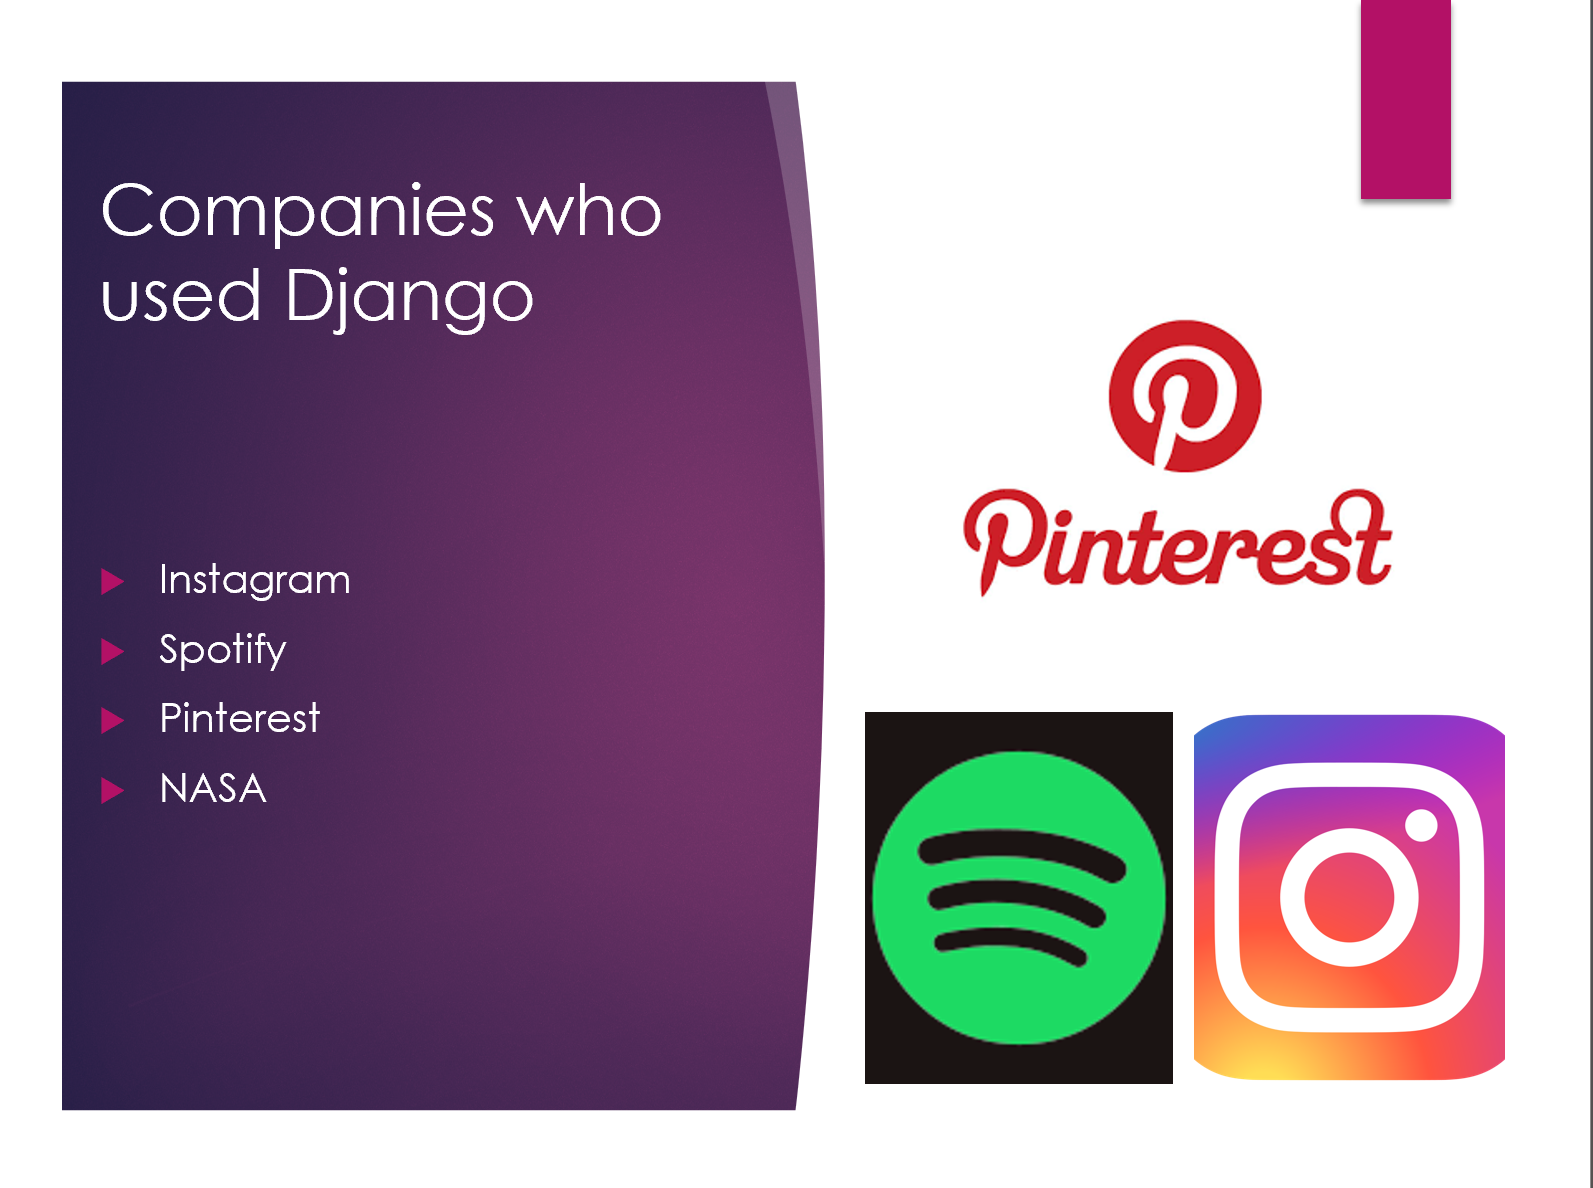 Companies who
used Django
Instagram
Spotify
Pinterest
NASA
Pinterest